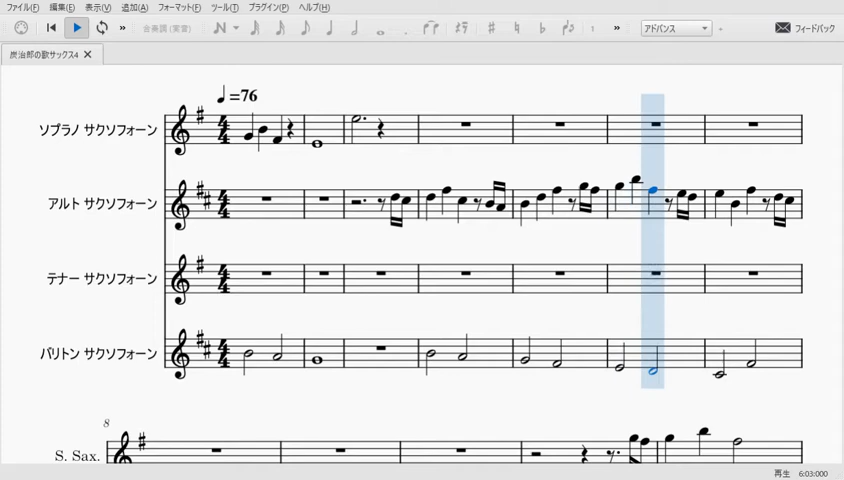 ファイル(F) 編集(E) 表示(V) 追加(A) フォーマット(F) ツール(T) プラグイン(P) ヘルプ(H)
合奏調 (実音) アドバンス フィードバック
炭治郎の歌サックス4
=76
ソプラノ サクソフォーン
アルト サクソフォーン
テナー サクソフォーン
バリトン サクソフォーン
8
S. Sax.
再生 6:03:000